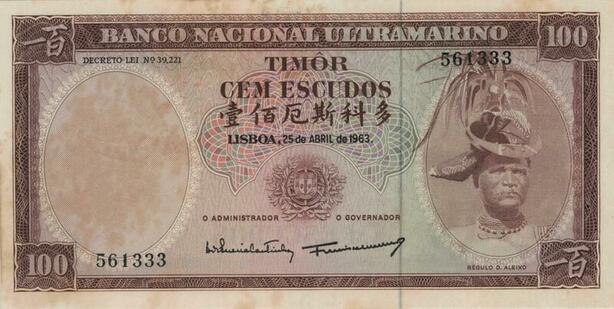 一百
BANCO NACIONAL ULTRAMARINO
100
DECRETO-LEI Nº 39,221
TIMÔR
561333
CEM ESCUDOS
壹佰厄斯科多
LISBOA, 25 de ABRIL de 1963.
O ADMINISTRADOR
O GOVERNADOR
561333
100
RÉGULO D. ALEIXO
一百